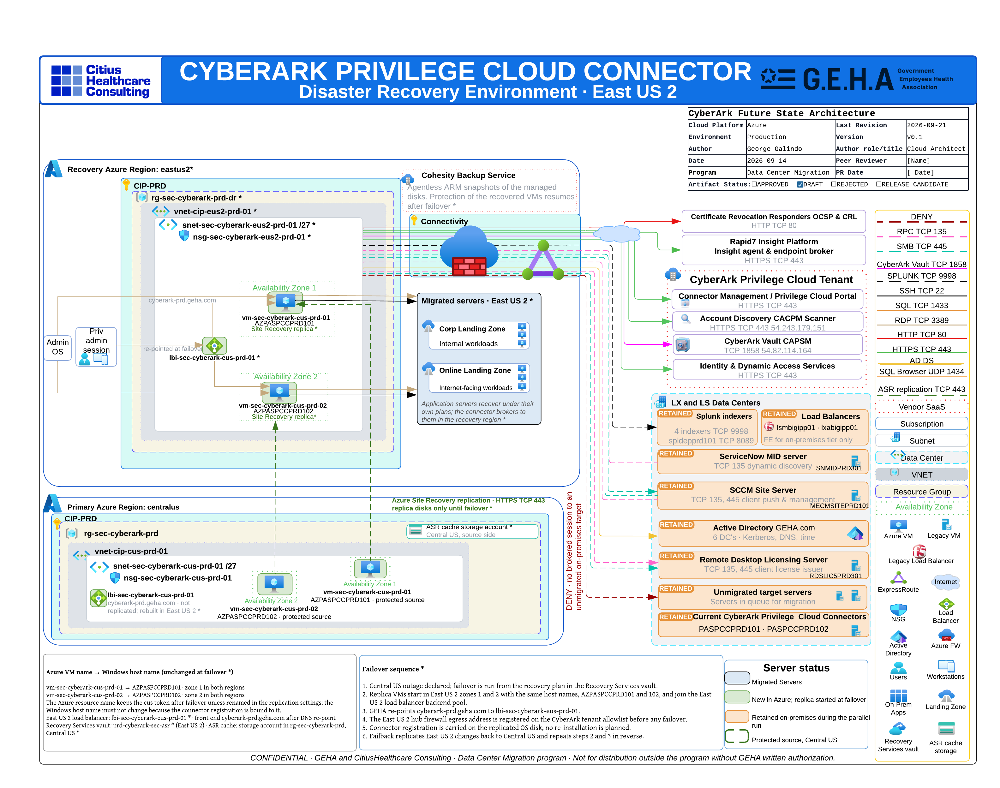 Citius
Healthcare
Consulting
CYBERARK PRIVILEGE CLOUD CONNECTOR
Disaster Recovery Environment · East US 2
G.E.H.A
Government
Employees Health
Association
CyberArk Future State Architecture
Cloud Platform Azure Last Revision 2026-09-21
Environment Production Version v0.1
Author George Galindo Author role/title Cloud Architect
Date 2026-09-14 Peer Reviewer [Name]
Program Data Center Migration PR Date [ Date]
Artifact Status: ☐APPROVED ☑DRAFT ☐REJECTED ☐RELEASE CANDIDATE
Recovery Azure Region: eastus2*
CIP-PRD
rg-sec-cyberark-prd-dr *
vnet-cip-eus2-prd-01 *
snet-sec-cyberark-eus2-prd-01 /27 *
nsg-sec-cyberark-eus2-prd-01 *
Availability Zone 1
cyberark-prd.geha.com
vm-sec-cyberark-cus-prd-01
AZPASPCCPRD101
Site Recovery replica *
Admin
OS
Priv
admin
session
re-pointed at failover
lbi-sec-cyberark-eus-prd-01 *
Availability Zone 2
vm-sec-cyberark-cus-prd-02
AZPASPCCPRD102
Site Recovery replica*
Cohesity Backup Service
Agentless ARM snapshots of the managed
disks. Protection of the recovered VMs resumes
after failover *
Connectivity
Migrated servers · East US 2 *
Corp Landing Zone
Internal workloads
Online Landing Zone
Internet-facing workloads
Application servers recover under their
own plans; the connector brokers to
them in the recovery region *
Certificate Revocation Responders OCSP & CRL
HTTP TCP 80
Rapid7 Insight Platform
Insight agent & endpoint broker
HTTPS TCP 443
CyberArk Privilege Cloud Tenant
Connector Management / Privilege Cloud Portal
HTTPS TCP 443
Account Discovery CACPM Scanner
HTTPS TCP 443 54.243.179.151
CyberArk Vault CAPSM
TCP 1858 54.82.114.164
Identity & Dynamic Access Services
HTTPS TCP 443
LX and LS Data Centers
RETAINED
Splunk indexers
4 indexers TCP 9998
spldepprd101 TCP 8089
RETAINED
Load Balancers
f5
lsmbigipp01 · lxabigipp01
FE for on-premises tier only
RETAINED
ServiceNow MID server
TCP 135 dynamic discovery
SNMIDPRD301
RETAINED
SCCM Site Server
TCP 135, 445 client push & management
MECMSITEPRD101
RETAINED
Active Directory GEHA.com
6 DC's · Kerberos, DNS, time
RETAINED
Remote Desktop Licensing Server
TCP 135, 445 client license issuer
RDSLIC5PRD301
RETAINED
Unmigrated target servers
Servers in queue for migration
RETAINED
Current CyberArk Privilege Cloud Connectors
PASPCCPRD101 · PASPCCPRD102
DENY · no brokered session to an
unmigrated on-premises target
DENY
RPC TCP 135
SMB TCP 445
CyberArk Vault TCP 1858
SPLUNK TCP 9998
SSH TCP 22
SQL TCP 1433
RDP TCP 3389
HTTP TCP 80
HTTPS TCP 443
AD DS
SQL Browser UDP 1434
ASR replication TCP 443
Vendor SaaS
Subscription
Subnet
Data Center
VNET
Resource Group
Availability Zone
Azure VM
Legacy VM
f5
Legacy Load Balancer
ExpressRoute
Internet
NSG
Load
Balancer
Active
Directory
Azure FW
Users
Workstations
On-Prem
Apps
Landing Zone
Recovery
Services vault
ASR cache
storage
Primary Azure Region: centralus
Azure Site Recovery replication · HTTPS TCP 443
replica disks only until failover *
CIP-PRD
rg-sec-cyberark-prd
ASR cache storage account *
Central US, source side
vnet-cip-cus-prd-01
snet-sec-cyberark-cus-prd-01 /27
nsg-sec-cyberark-cus-prd-01
lbi-sec-cyberark-cus-prd-01
cyberark-prd.geha.com · not
replicated; rebuilt in East US 2 *
Availability Zone 2
vm-sec-cyberark-cus-prd-02
AZPASPCCPRD102 · protected source
Availability Zone 1
vm-sec-cyberark-cus-prd-01
AZPASPCCPRD101 · protected source
Azure VM name → Windows host name (unchanged at failover *)
vm-sec-cyberark-cus-prd-01 → AZPASPCCPRD101 · zone 1 in both regions
vm-sec-cyberark-cus-prd-02 → AZPASPCCPRD102 · zone 2 in both regions
The Azure resource name keeps the cus token after failover unless renamed in the replication settings; the
Windows host name must not change because the connector registration is bound to it.
East US 2 load balancer: lbi-sec-cyberark-eus-prd-01 * · front end cyberark-prd.geha.com after DNS re-point
Recovery Services vault: prd-cyberark-sec-asr * (East US 2) · ASR cache: storage account in rg-sec-cyberark-prd,
Central US *
Failover sequence *
1. Central US outage declared; failover is run from the recovery plan in the Recovery Services vault.
2. Replica VMs start in East US 2 zones 1 and 2 with the same host names, AZPASPCCPRD101 and 102, and join the East
US 2 load balancer backend pool.
3. GEHA re-points cyberark-prd.geha.com to lbi-sec-cyberark-eus-prd-01.
4. The East US 2 hub firewall egress address is registered on the CyberArk tenant allowlist before any failover.
5. Connector registration is carried on the replicated OS disk; no re-installation is planned.
6. Failback replicates East US 2 changes back to Central US and repeats steps 2 and 3 in reverse.
Server status
Migrated Servers
New in Azure; replica started at failover
Retained on-premises during the parallel
run
Protected source, Central US
CONFIDENTIAL · GEHA and CitiusHealthcare Consulting · Data Center Migration program · Not for distribution outside the program without GEHA written authorization.